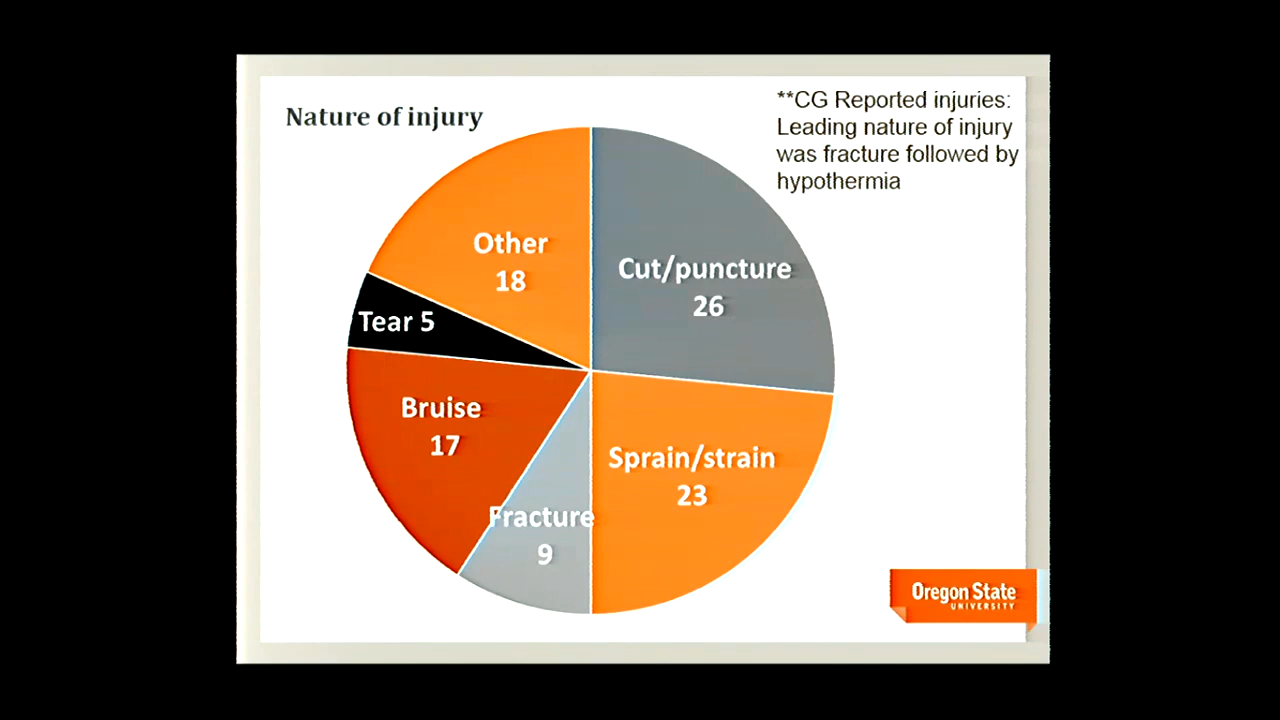 Nature of injury
**CG Reported injuries:
Leading nature of injury
was fracture followed by
hypothermia
Other
18
Cut/puncture
26
Tear 5
Bruise
17
Sprain/strain
23
Fracture
9
Oregon State
UNIVERSITY